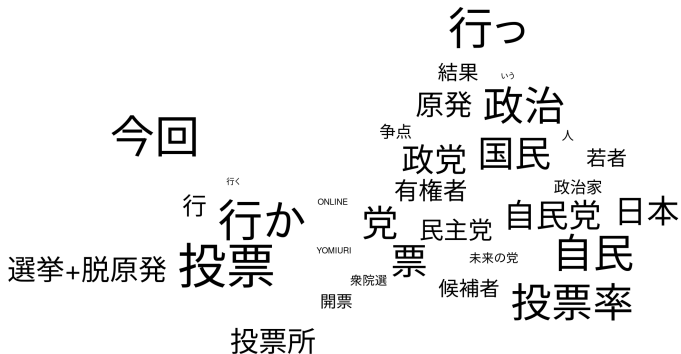 行っ
結果
いう
原発
政治
今回
争点
人
政党
国民
若者
行く
有権者
政治家
行
ONLINE
行か
党
民主党
自民党
日本
YOMIURI
選挙+脱原発
投票
票
未来の党
自民
衆院選
候補者
開票
投票率
投票所